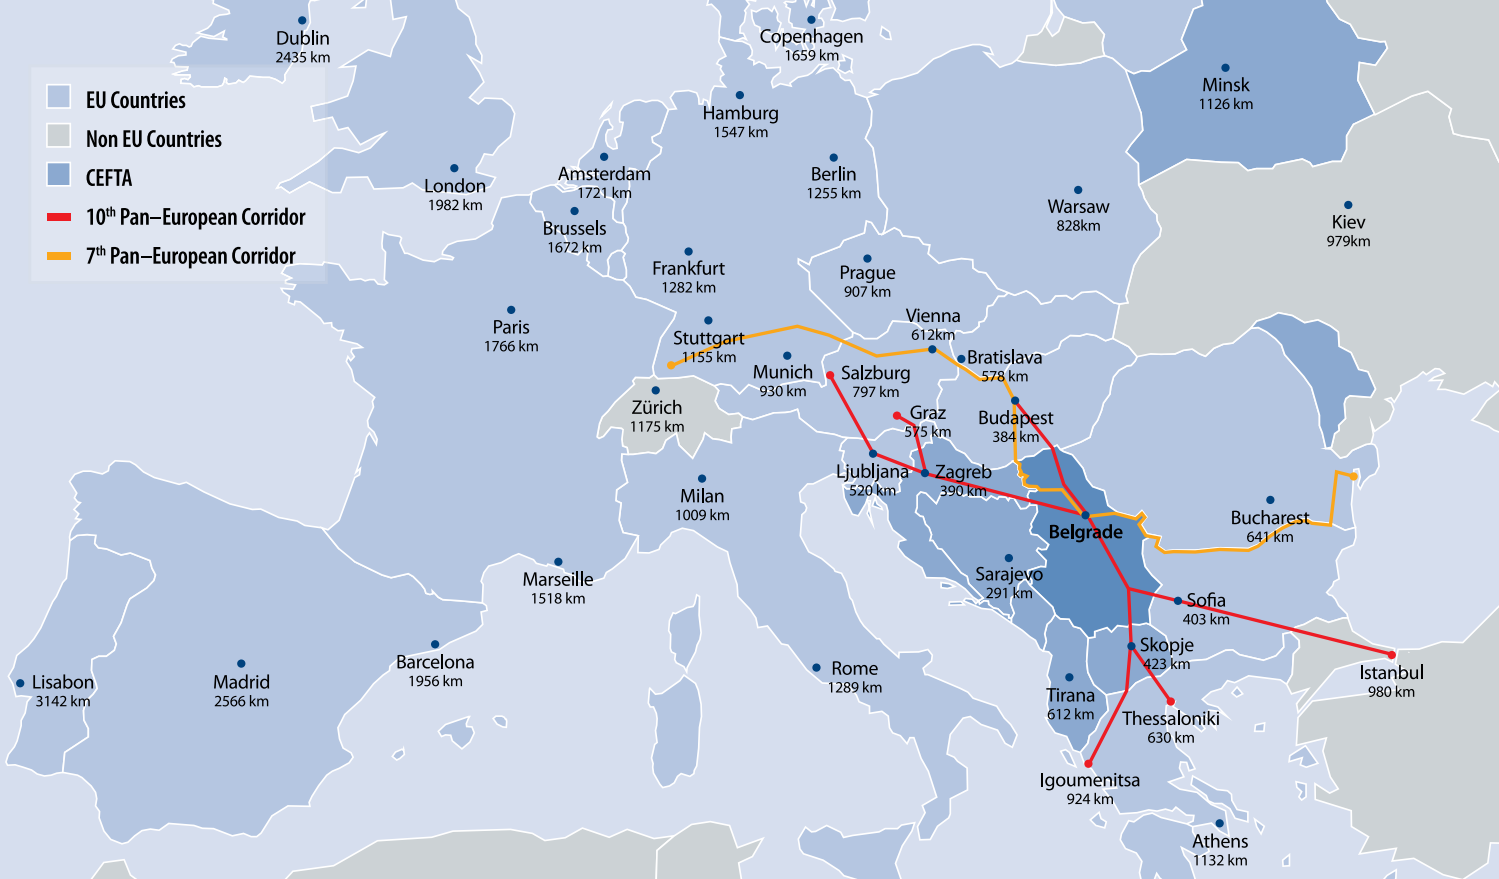 Dublin
2435 km
Copenhagen
1659 km
Minsk
1126 km
EU Countries
Non EU Countries
CEFTA
10th Pan–European Corridor
7th Pan–European Corridor
Hamburg
1547 km
Amsterdam
1721 km
Berlin
1255 km
London
1982 km
Brussels
1672 km
Warsaw
828km
Kiev
979km
Frankfurt
1282 km
Prague
907 km
Paris
1766 km
Stuttgart
1155 km
Vienna
612km
Bratislava
578 km
Munich
930 km
Salzburg
797 km
Zürich
1175 km
Graz
575 km
Budapest
384 km
Ljubljana
520 km
Zagreb
390 km
Milan
1009 km
Belgrade
Bucharest
641 km
Marseille
1518 km
Sarajevo
291 km
Sofia
403 km
Skopje
423 km
Barcelona
1956 km
Rome
1289 km
Istanbul
980 km
Lisabon
3142 km
Madrid
2566 km
Tirana
612 km
Thessaloniki
630 km
Igoumenitsa
924 km
Athens
1132 km